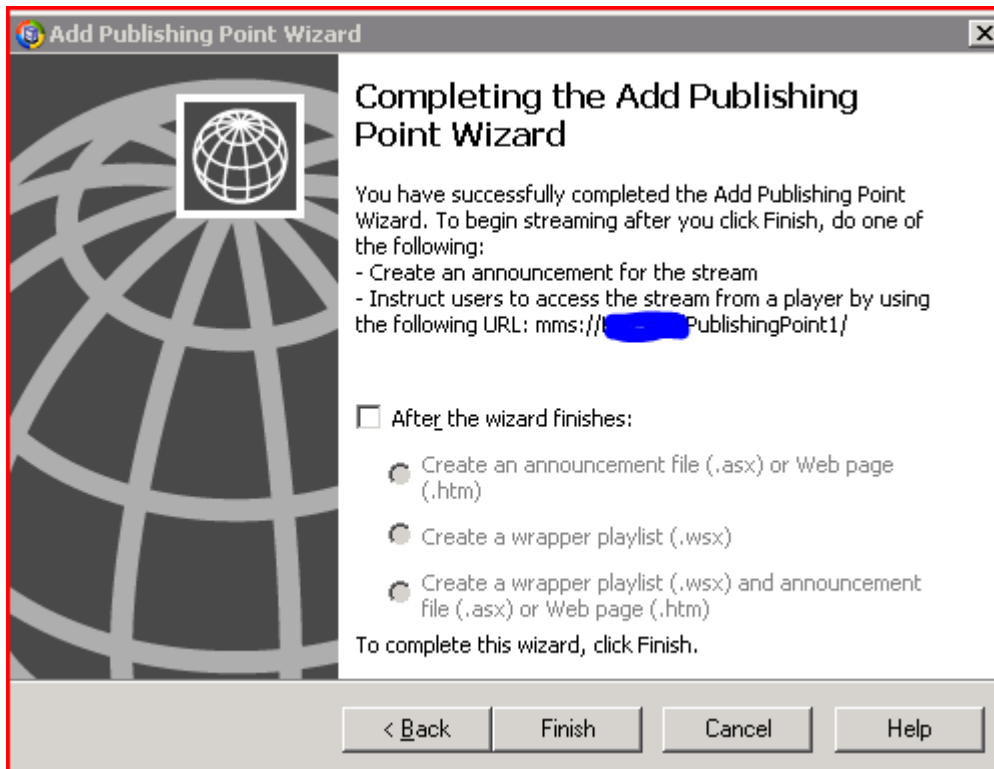 Add Publishing Point Wizard
Completing the Add Publishing
Point Wizard
You have successfully completed the Add Publishing Point
Wizard. To begin streaming after you click Finish, do one of
the following:
- Create an announcement for the stream
- Instruct users to access the stream from a player by using
the following URL: mms:// PublishingPoint1/
After the wizard finishes:
Create an announcement file (.asx) or Web page
(.htm)
Create a wrapper playlist (.wsx)
Create a wrapper playlist (.wsx) and announcement
file (.asx) or Web page (.htm)
To complete this wizard, click Finish.
< Back Finish Cancel Help